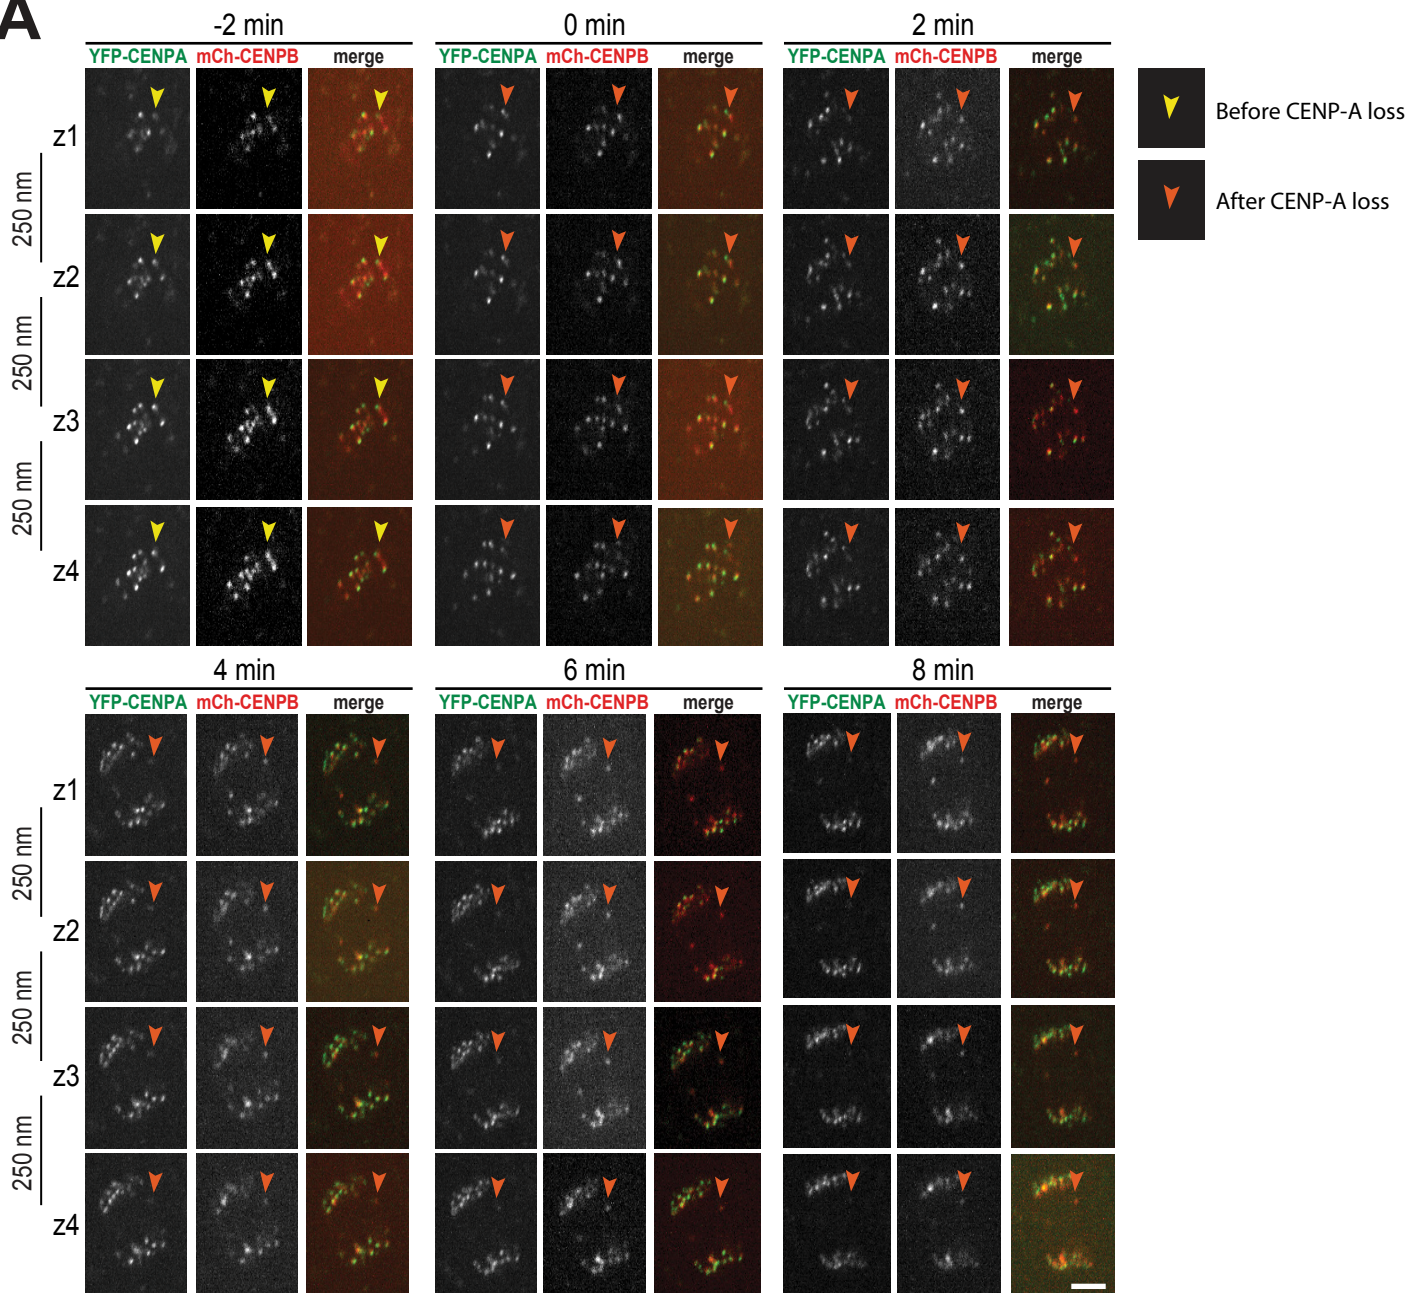 A
-2 min 0 min 2 min
YFP-CENPA mCh-CENPB merge YFP-CENPA mCh-CENPB merge YFP-CENPA mCh-CENPB merge
z1
Before CENP-A loss
250 nm
After CENP-A loss
z2
250 nm
z3
250 nm
z4
4 min 6 min 8 min
YFP-CENPA mCh-CENPB merge YFP-CENPA mCh-CENPB merge YFP-CENPA mCh-CENPB merge
z1
250 nm
z2
250 nm
z3
250 nm
z4